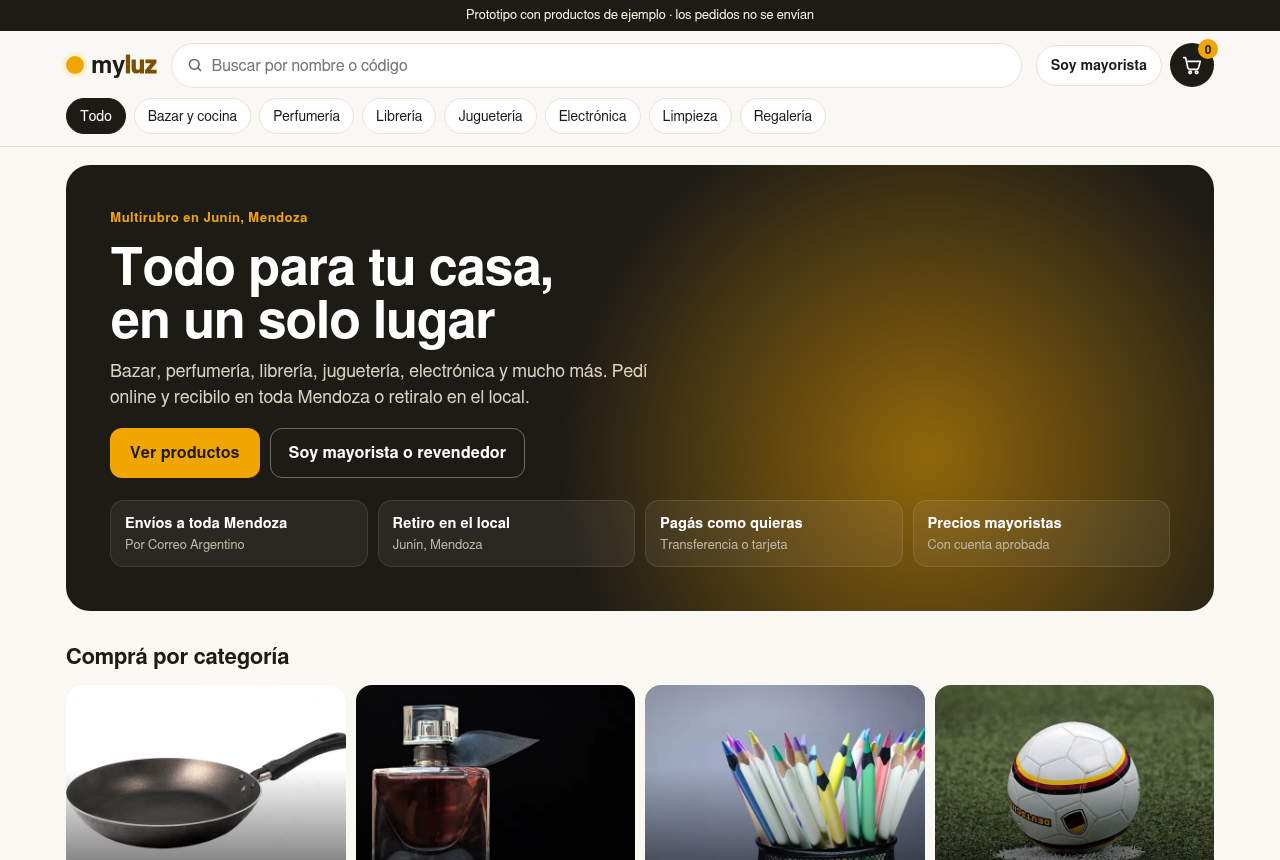 Prototipo con productos de ejemplo · los pedidos no se envían
myluz
Buscar por nombre o código
Soy mayorista
0
Todo
Bazar y cocina
Perfumería
Librería
Juguetería
Electrónica
Limpieza
Regalería
Multirubro en Junín, Mendoza
Todo para tu casa,
en un solo lugar
Bazar, perfumería, librería, juguetería, electrónica y mucho más. Pedí
online y recibilo en toda Mendoza o retiralo en el local.
Ver productos
Soy mayorista o revendedor
Envíos a toda Mendoza
Por Correo Argentino
Retiro en el local
Junín, Mendoza
Pagás como quieras
Transferencia o tarjeta
Precios mayoristas
Con cuenta aprobada
Comprá por categoría